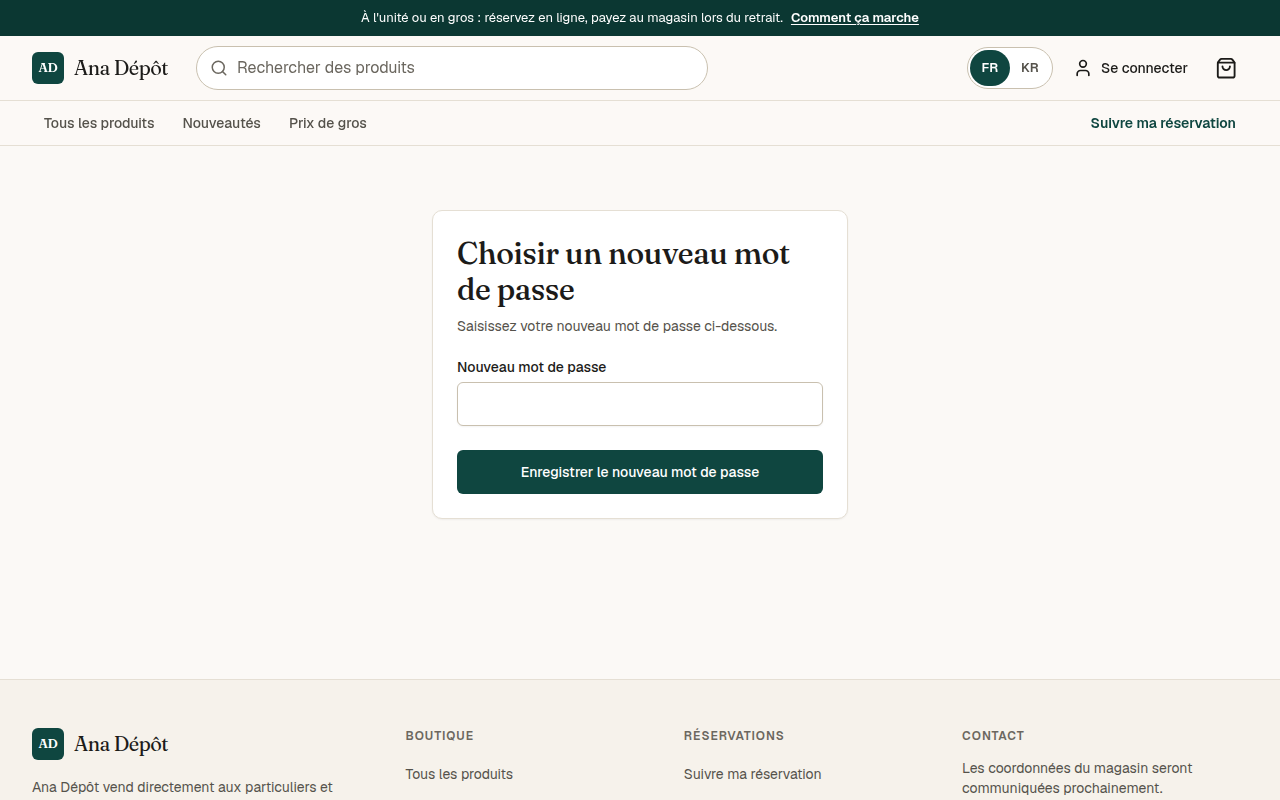 À l'unité ou en gros : réservez en ligne, payez au magasin lors du retrait. Comment ça marche
AD Ana Dépôt
Rechercher des produits
FR KR
Se connecter
Tous les produits Nouveautés Prix de gros
Suivre ma réservation
Choisir un nouveau mot
de passe
Saisissez votre nouveau mot de passe ci-dessous.
Nouveau mot de passe
Enregistrer le nouveau mot de passe
AD Ana Dépôt
Ana Dépôt vend directement aux particuliers et
BOUTIQUE
Tous les produits
RÉSERVATIONS
Suivre ma réservation
CONTACT
Les coordonnées du magasin seront
communiquées prochainement.